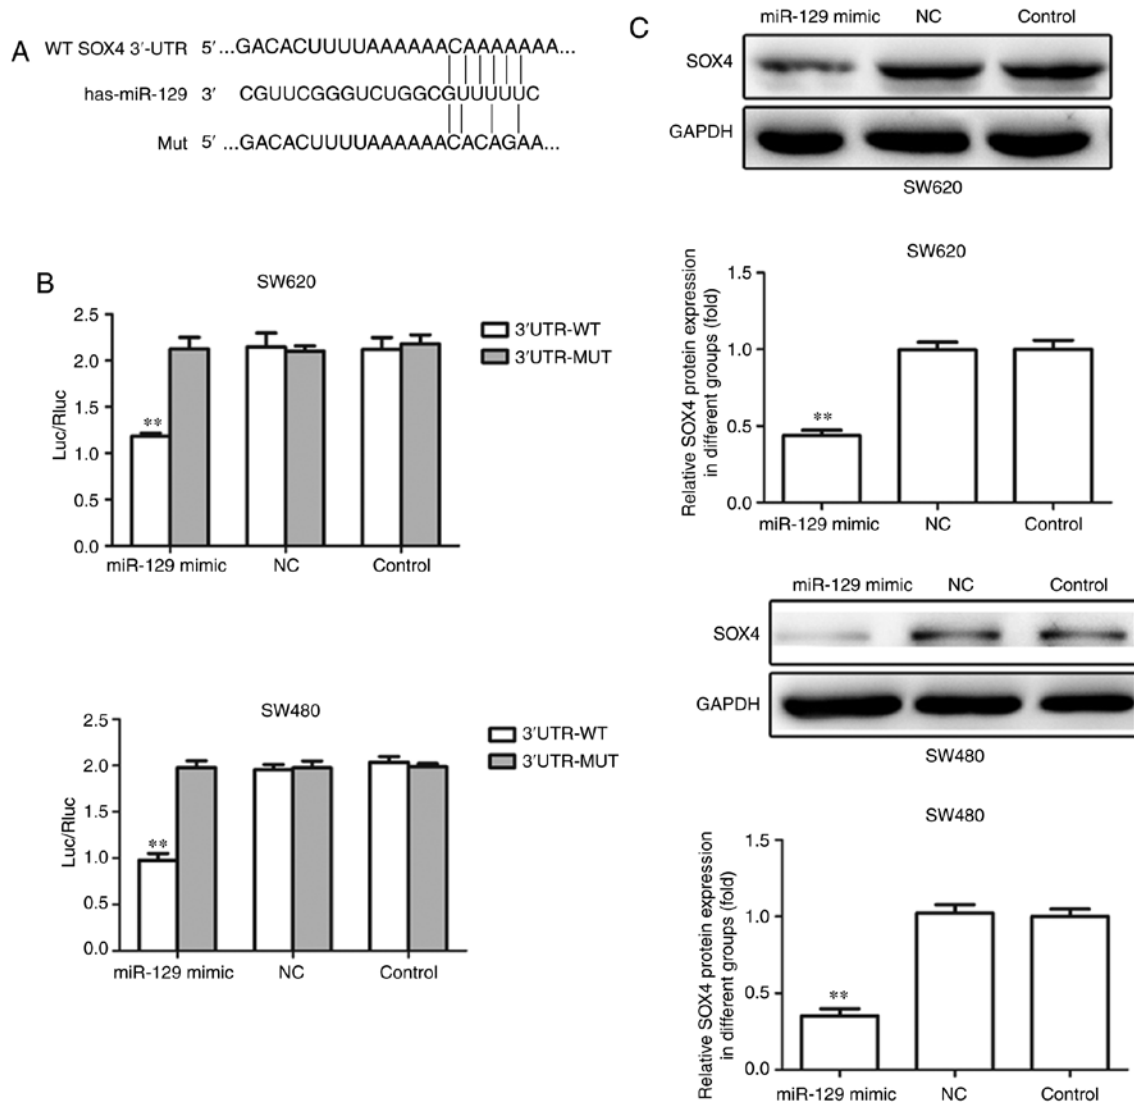 A
WT SOX4 3′-UTR 5′ ...GACACUUUUAAAAAACAAAAAAA...
has-miR-129 3′ CGUUCGGGUCUGGCGUUUUUUC
Mut 5′ ...GACACUUUUAAAAAACACAGAA...
B
SW620
2.5
2.0
1.5
1.0
0.5
0.0
Luc/Rluc
**
3′UTR-WT
3′UTR-MUT
miR-129 mimic NC Control
SW480
2.5
2.0
1.5
1.0
0.5
0.0
Luc/Rluc
**
3′UTR-WT
3′UTR-MUT
miR-129 mimic NC Control
C
miR-129 mimic NC Control
SOX4
GAPDH
SW620
SW620
Relative SOX4 protein expression
in different groups (fold)
1.5
1.0
0.5
0.0
**
miR-129 mimic NC Control
miR-129 mimic NC Control
SOX4
GAPDH
SW480
SW480
Relative SOX4 protein expression
in different groups (fold)
1.5
1.0
0.5
0.0
**
miR-129 mimic NC Control